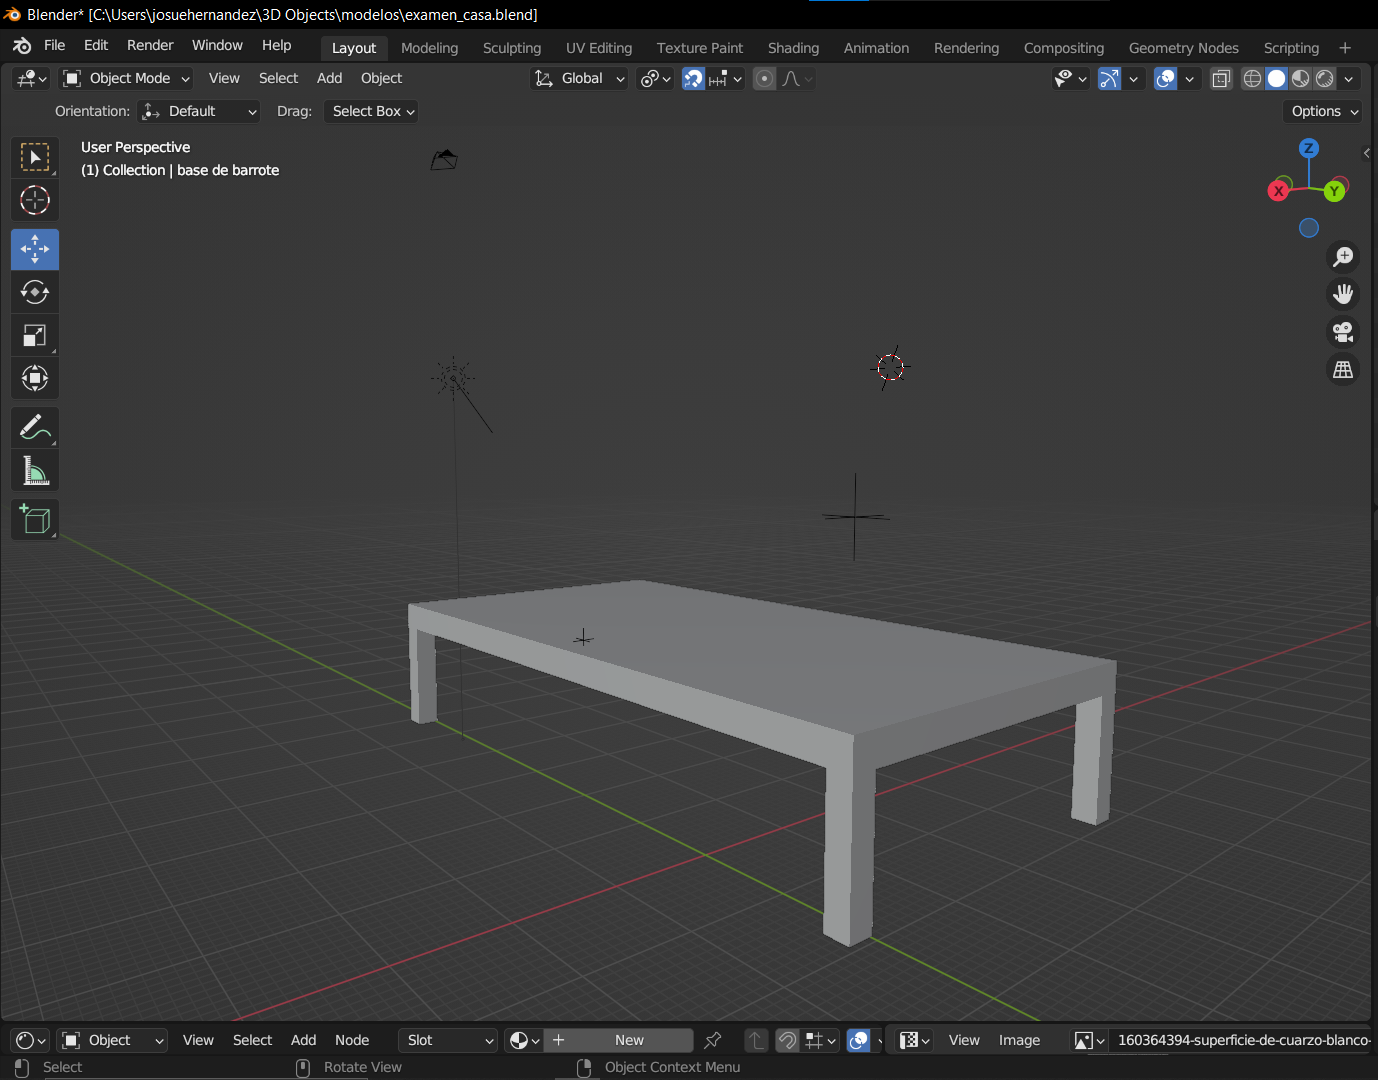 Blender* [C:\Users\josuehernandez\3D Objects\modelos\examen_casa.blend]
File Edit Render Window Help Layout Modeling Sculpting UV Editing Texture Paint Shading Animation Rendering Compositing Geometry Nodes Scripting +
Object Mode View Select Add Object Global
Orientation: Default Drag: Select Box Options
User Perspective
(1) Collection | base de barrote
Z
X Y
Object View Select Add Node Slot + New View Image 160364394-superficie-de-cuarzo-blanco-
Select Rotate View Object Context Menu